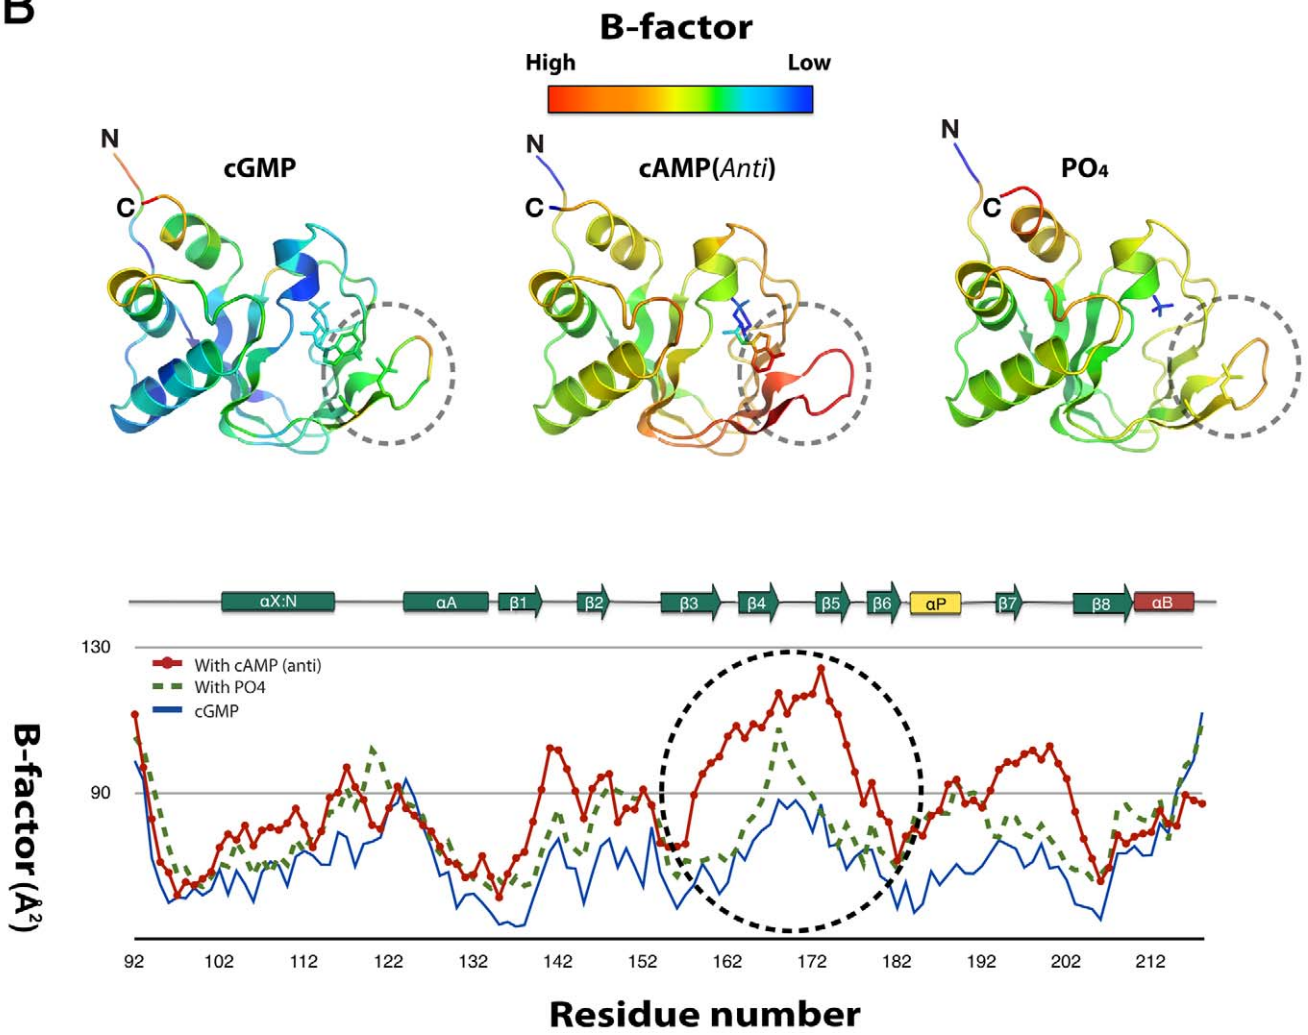 B
B-factor
High Low
N
cGMP
C
N
cAMP(Anti)
C
N
PO4
C
αX:N αA β1 β2 β3 β4 β5 β6 αP β7 β8 αB
130
With cAMP (anti)
With PO4
cGMP
90
B-factor (Å2)
92 102 112 122 132 142 152 162 172 182 192 202 212
Residue number